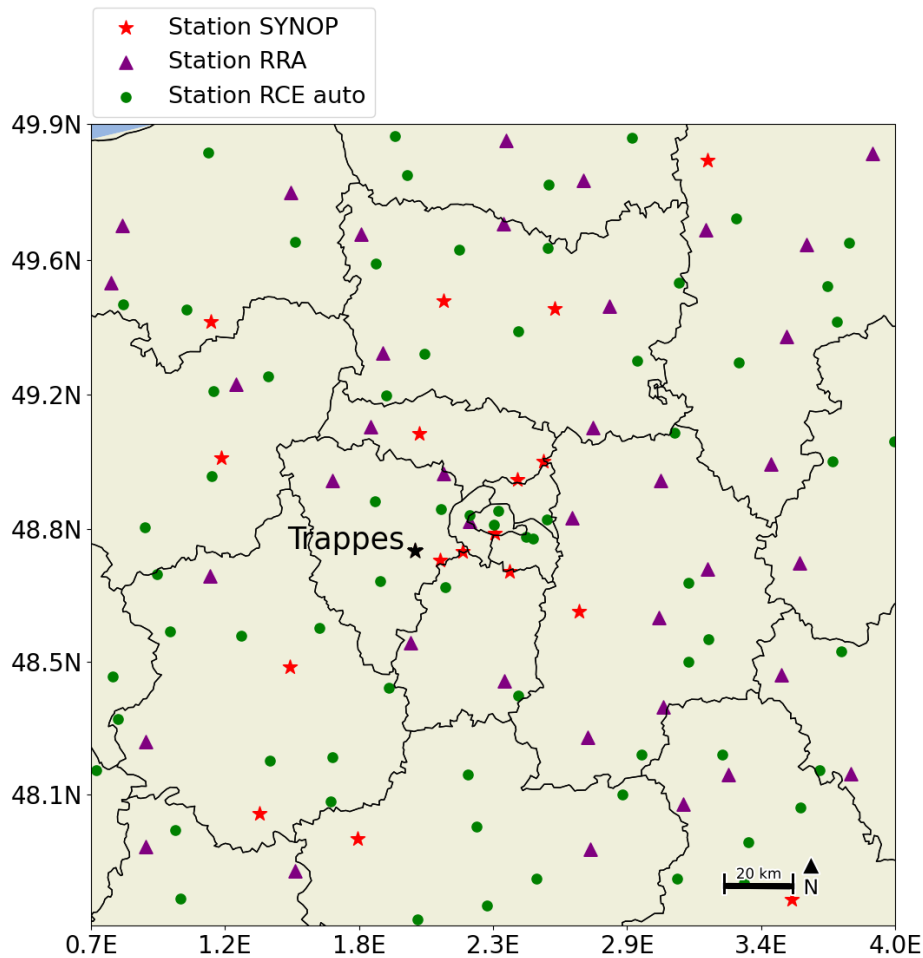 Station SYNOP
Station RRA
Station RCE auto
49.9N
49.6N
49.2N
48.8N
Trappes
48.5N
48.1N
20 km
N
0.7E 1.2E 1.8E 2.3E 2.9E 3.4E 4.0E